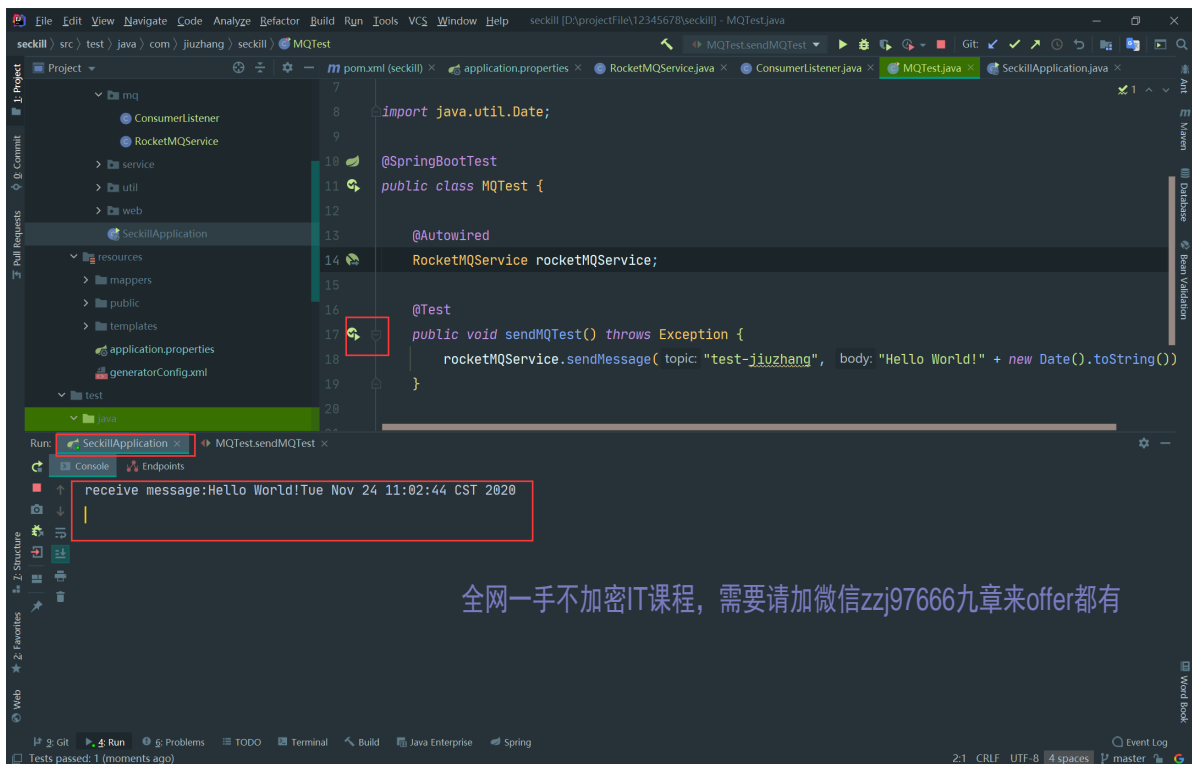 File Edit View Navigate Code Analyze Refactor Build Run Tools VCS Window Help seckill [D:\projectFile\12345678\seckill] - MQTest.java
seckill src test java com jiuzhang seckill MQTest
MQTest.sendMQTest Git:
Project
pom.xml (seckill) application.properties RocketMQService.java ConsumerListener.java MQTest.java SeckillApplication.java
1: Project
0: Commit
Pull Requests
mq
ConsumerListener
RocketMQService
service
util
web
SeckillApplication
resources
mappers
public
templates
application.properties
generatorConfig.xml
test
java
7
8 import java.util.Date;
9
10 @SpringBootTest
11 public class MQTest {
12
13 @Autowired
14 RocketMQService rocketMQService;
15
16 @Test
17 public void sendMQTest() throws Exception {
18 rocketMQService.sendMessage( topic: "test-jiuzhang", body: "Hello World!" + new Date().toString())
19 }
20
1
Ant
Maven
Database
Bean Validation
Word Book
Run: SeckillApplication MQTest.sendMQTest
Console Endpoints
receive message:Hello World!Tue Nov 24 11:02:44 CST 2020
全网一手不加密IT课程，需要请加微信zzj97666九章来offer都有
7: Structure
2: Favorites
Web
9: Git 4: Run 6: Problems TODO Terminal Build Java Enterprise Spring Event Log
Tests passed: 1 (moments ago) 2:1 CRLF UTF-8 4 spaces master